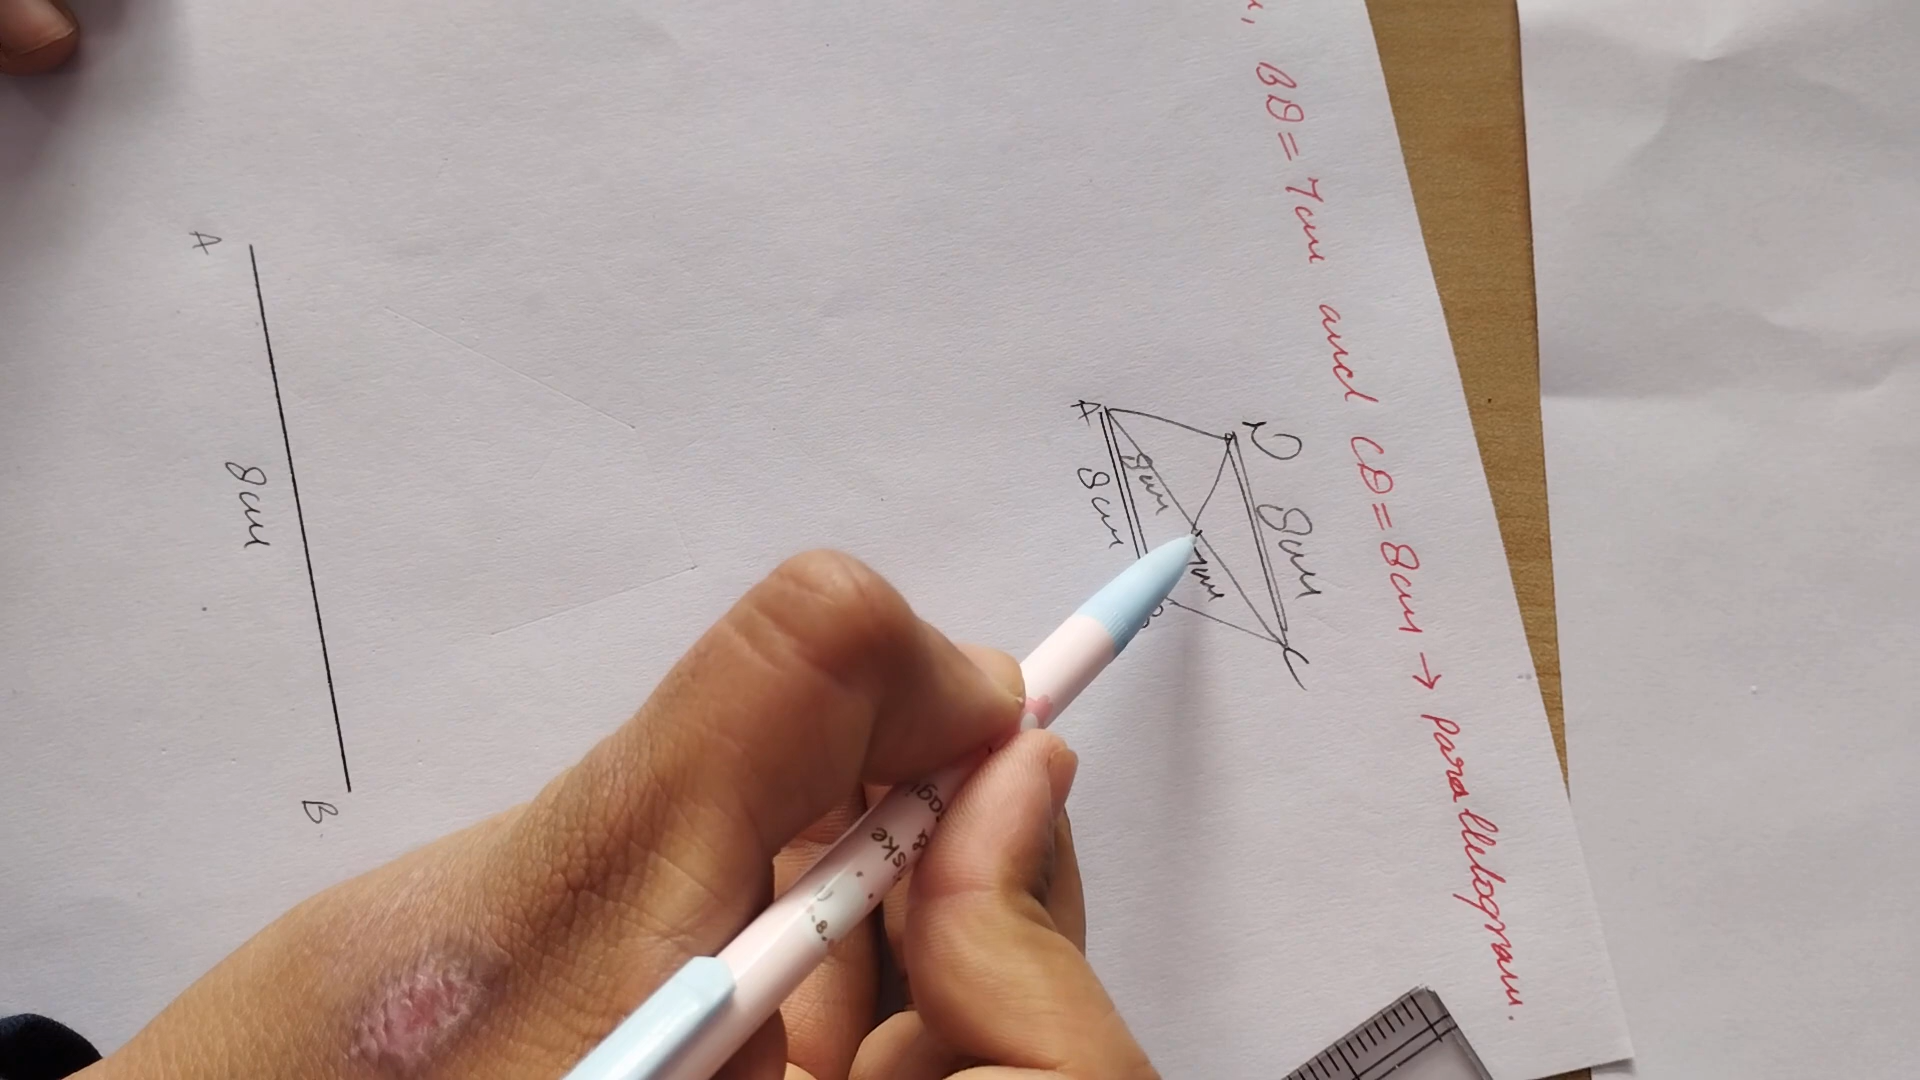 BD = 7cm and CD = 8cm → Parallelogram.
D
8cm
C
A
8cm
7cm
8cm
A
8cm
B